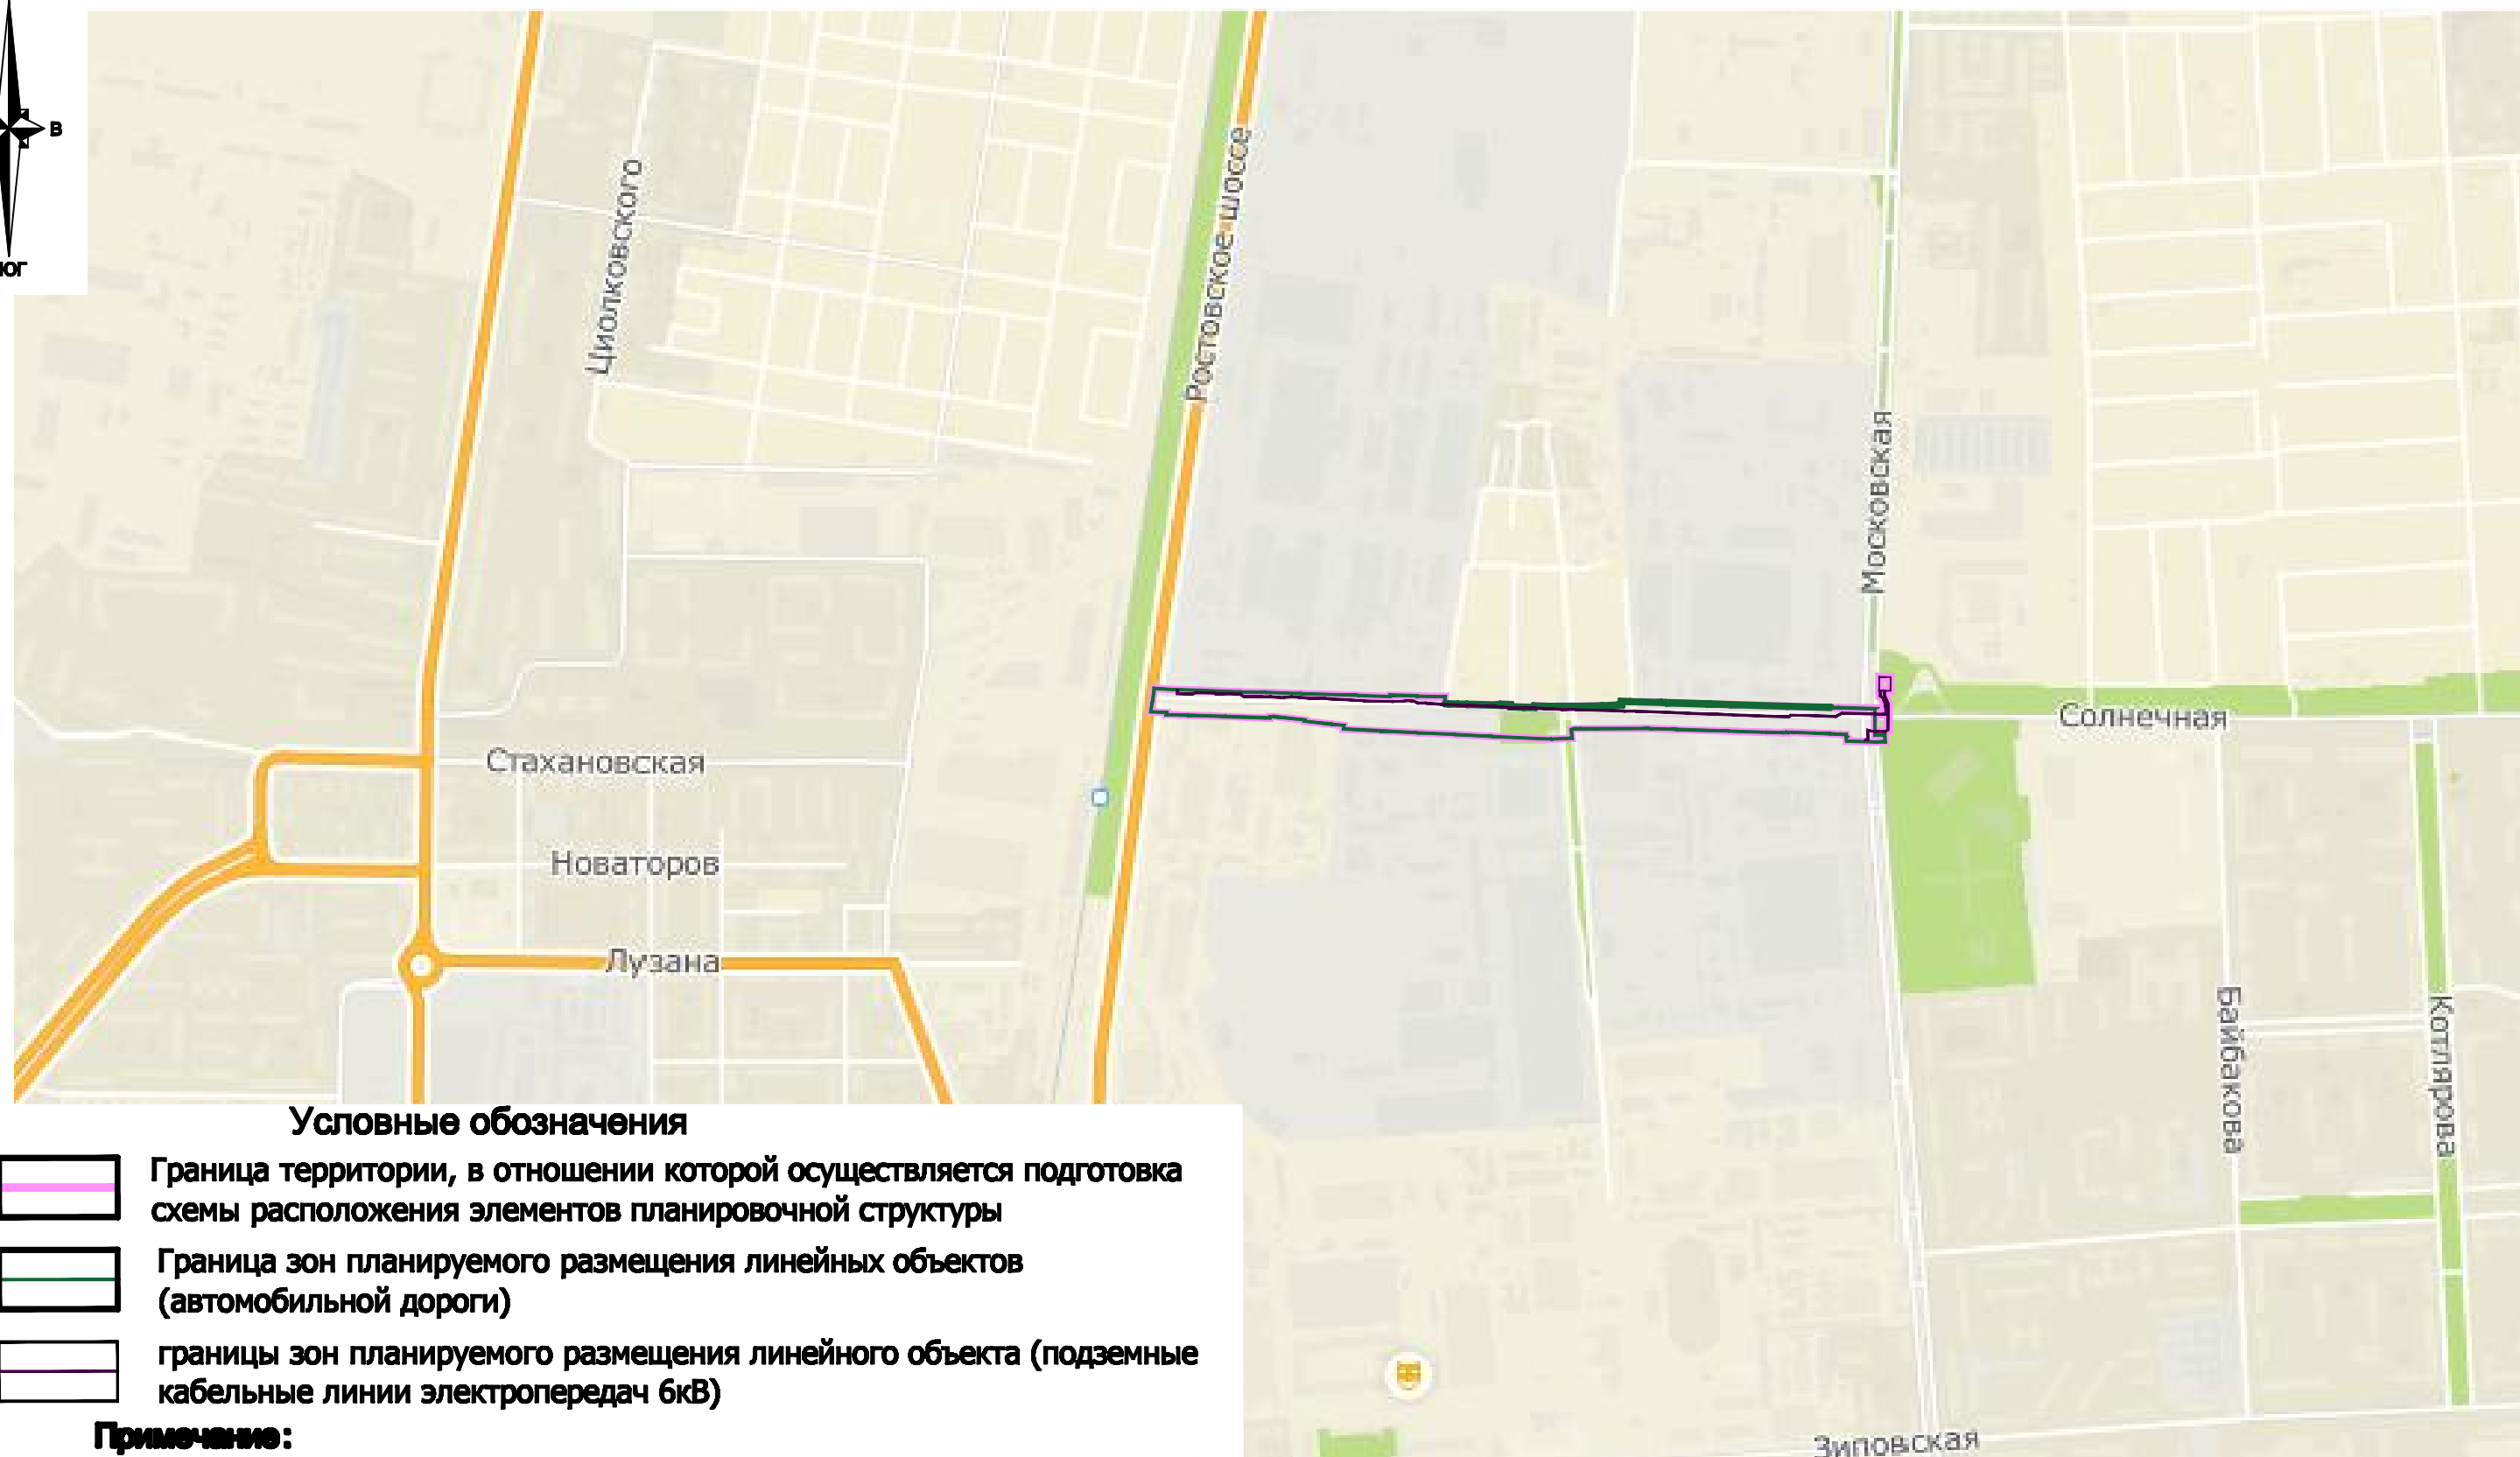 В
ЮГ
Циолковского
Ростовское шоссе
Московская
Солнечная
Стахановская
Новаторов
Лузана
Байбакова
Котлярова
Зиповская
Условные обозначения
Граница территории, в отношении которой осуществляется подготовка
схемы расположения элементов планировочной структуры
Граница зон планируемого размещения линейных объектов
(автомобильной дороги)
границы зон планируемого размещения линейного объекта (подземные
кабельные линии электропередач 6кВ)
Примечание: